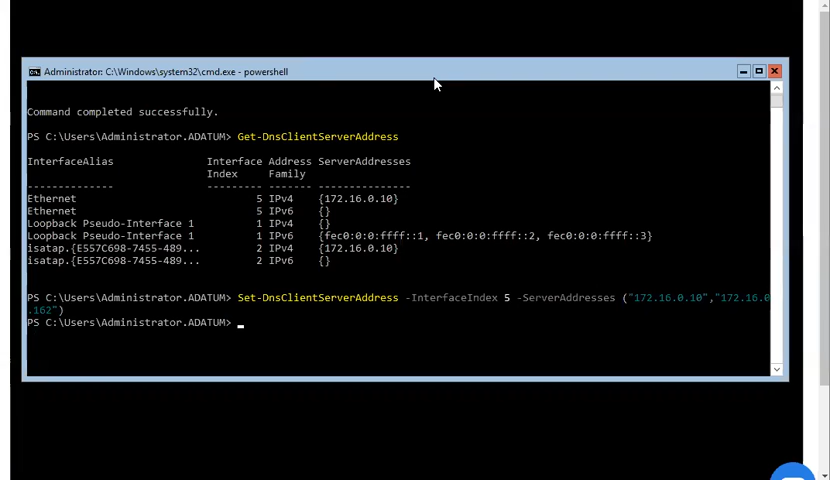 Administrator: C:\Windows\system32\cmd.exe - powershell
Command completed successfully.
PS C:\Users\Administrator.ADATUM> Get-DnsClientServerAddress
InterfaceAlias Interface Address ServerAddresses
Index Family
-------------- --------- ------- ---------------
Ethernet 5 IPv4 {172.16.0.10}
Ethernet 5 IPv6 {}
Loopback Pseudo-Interface 1 1 IPv4 {}
Loopback Pseudo-Interface 1 1 IPv6 {fec0:0:0:ffff::1, fec0:0:0:ffff::2, fec0:0:0:ffff::3}
isatap.{E557C698-7455-489... 2 IPv4 {172.16.0.10}
isatap.{E557C698-7455-489... 2 IPv6 {}
PS C:\Users\Administrator.ADATUM> Set-DnsClientServerAddress -InterfaceIndex 5 -ServerAddresses ("172.16.0.10","172.16.0
.162")
PS C:\Users\Administrator.ADATUM>